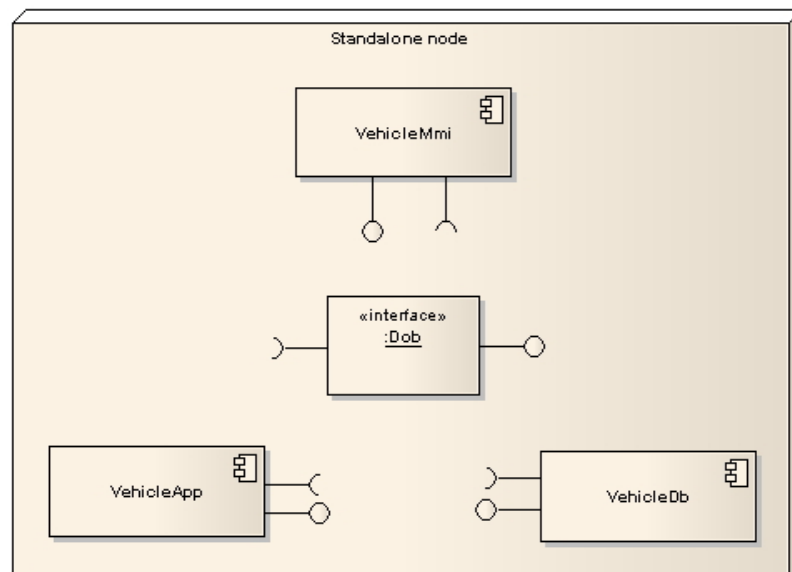 Standalone node
VehicleMmi
«interface»
:Dob
VehicleApp
VehicleDb